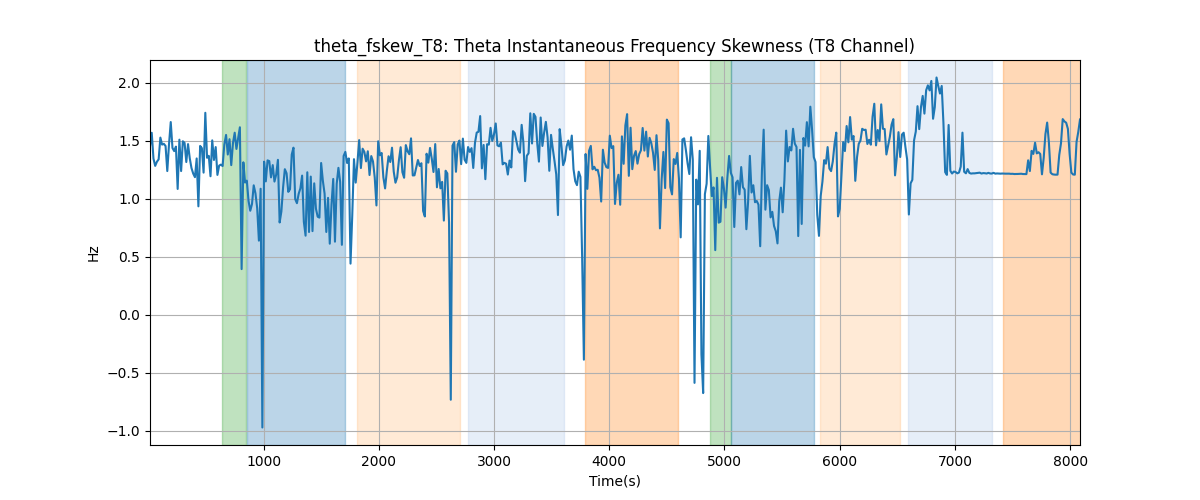 theta_fskew_T8: Theta Instantaneous Frequency Skewness (T8 Channel)
2.0
1.5
1.0
0.5
0.0
−0.5
−1.0
Hz
1000 2000 3000 4000 5000 6000 7000 8000
Time(s)